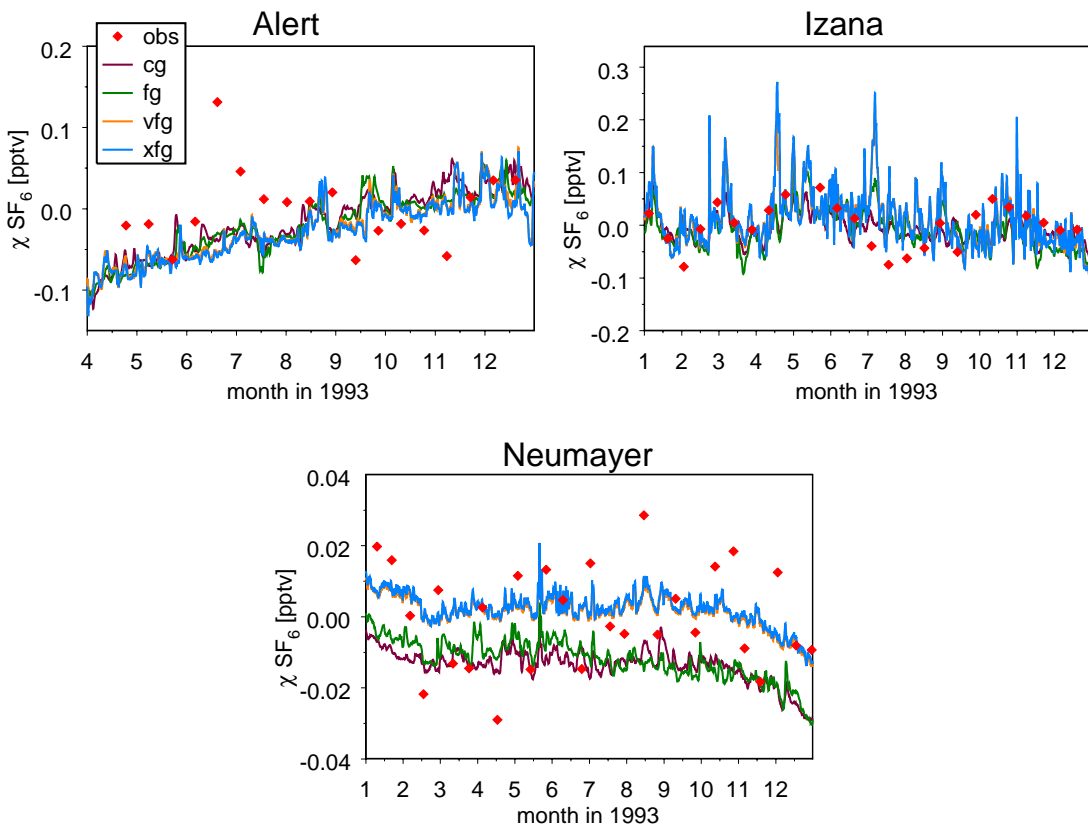 Alert
0.2
0.1
0.0
-0.1
χ SF6 [pptv]
obs
cg
fg
vfg
xfg
4 5 6 7 8 9 10 11 12
month in 1993
Izana
0.3
0.2
0.1
0.0
-0.1
-0.2
χ SF6 [pptv]
1 2 3 4 5 6 7 8 9 10 11 12
month in 1993
Neumayer
0.04
0.02
0.00
-0.02
-0.04
χ SF6 [pptv]
1 2 3 4 5 6 7 8 9 10 11 12
month in 1993